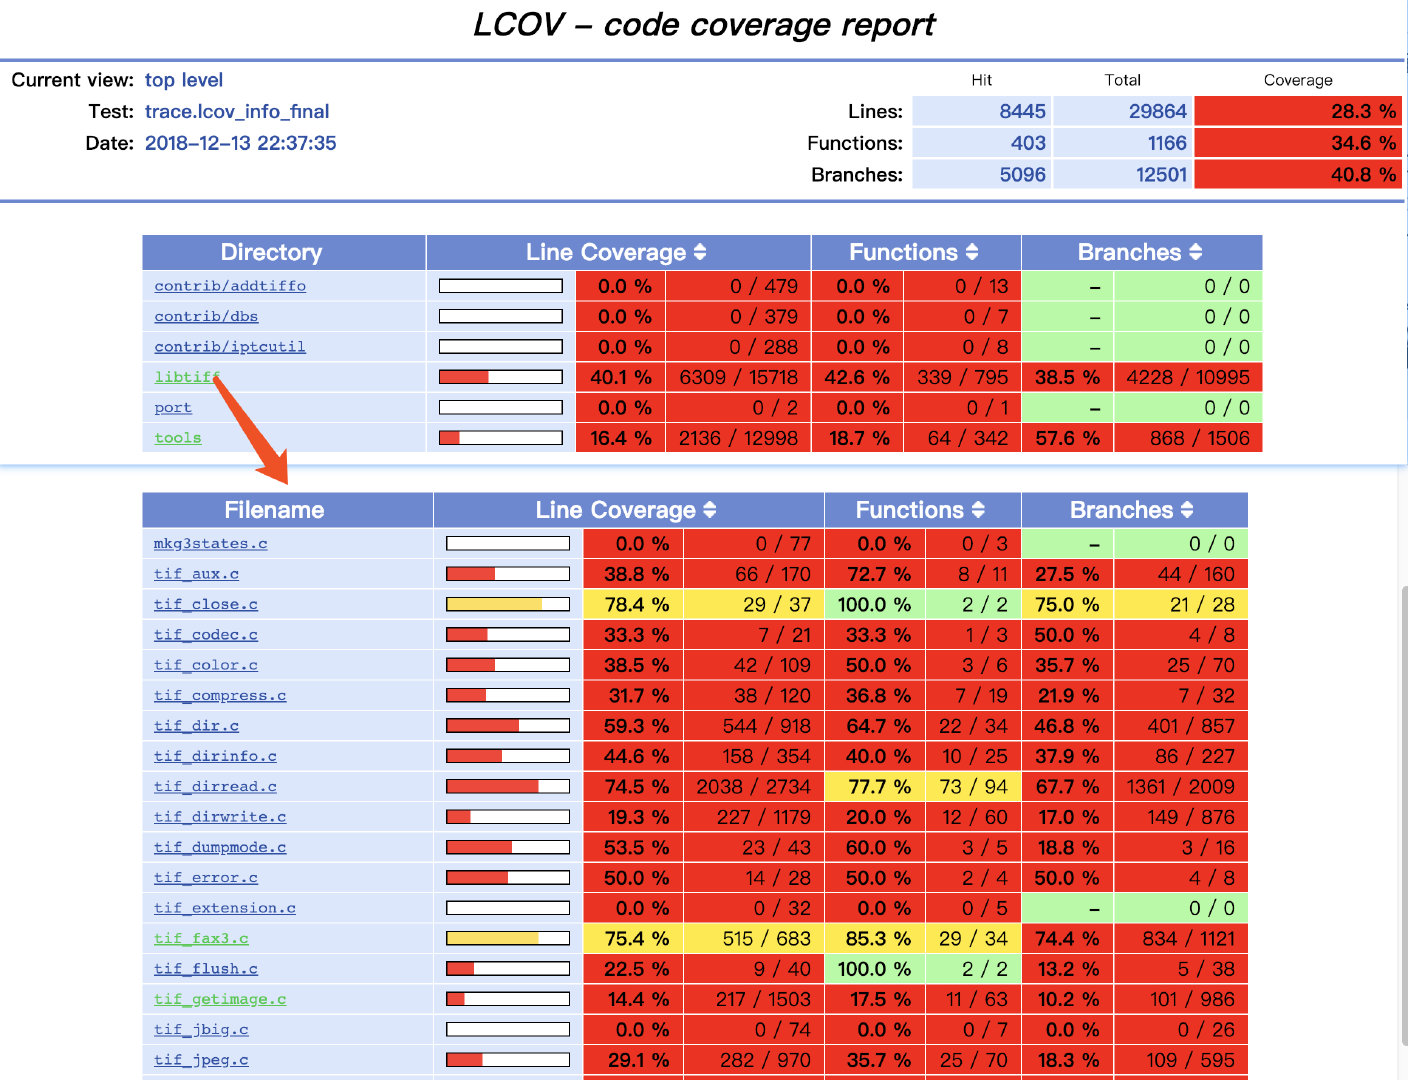 LCOV – code coverage report
Current view: top level Hit Total Coverage
Test: trace.lcov_info_final Lines: 8445 29864 28.3 %
Date: 2018-12-13 22:37:35 Functions: 403 1166 34.6 %
Branches: 5096 12501 40.8 %
Directory Line Coverage Functions Branches
contrib/addtiffo 0.0 % 0 / 479 0.0 % 0 / 13 – 0 / 0
contrib/dbs 0.0 % 0 / 379 0.0 % 0 / 7 – 0 / 0
contrib/iptcutil 0.0 % 0 / 288 0.0 % 0 / 8 – 0 / 0
libtiff 40.1 % 6309 / 15718 42.6 % 339 / 795 38.5 % 4228 / 10995
port 0.0 % 0 / 2 0.0 % 0 / 1 – 0 / 0
tools 16.4 % 2136 / 12998 18.7 % 64 / 342 57.6 % 868 / 1506
Filename Line Coverage Functions Branches
mkg3states.c 0.0 % 0 / 77 0.0 % 0 / 3 – 0 / 0
tif_aux.c 38.8 % 66 / 170 72.7 % 8 / 11 27.5 % 44 / 160
tif_close.c 78.4 % 29 / 37 100.0 % 2 / 2 75.0 % 21 / 28
tif_codec.c 33.3 % 7 / 21 33.3 % 1 / 3 50.0 % 4 / 8
tif_color.c 38.5 % 42 / 109 50.0 % 3 / 6 35.7 % 25 / 70
tif_compress.c 31.7 % 38 / 120 36.8 % 7 / 19 21.9 % 7 / 32
tif_dir.c 59.3 % 544 / 918 64.7 % 22 / 34 46.8 % 401 / 857
tif_dirinfo.c 44.6 % 158 / 354 40.0 % 10 / 25 37.9 % 86 / 227
tif_dirread.c 74.5 % 2038 / 2734 77.7 % 73 / 94 67.7 % 1361 / 2009
tif_dirwrite.c 19.3 % 227 / 1179 20.0 % 12 / 60 17.0 % 149 / 876
tif_dumpmode.c 53.5 % 23 / 43 60.0 % 3 / 5 18.8 % 3 / 16
tif_error.c 50.0 % 14 / 28 50.0 % 2 / 4 50.0 % 4 / 8
tif_extension.c 0.0 % 0 / 32 0.0 % 0 / 5 – 0 / 0
tif_fax3.c 75.4 % 515 / 683 85.3 % 29 / 34 74.4 % 834 / 1121
tif_flush.c 22.5 % 9 / 40 100.0 % 2 / 2 13.2 % 5 / 38
tif_getimage.c 14.4 % 217 / 1503 17.5 % 11 / 63 10.2 % 101 / 986
tif_jbig.c 0.0 % 0 / 74 0.0 % 0 / 7 0.0 % 0 / 26
tif_jpeg.c 29.1 % 282 / 970 35.7 % 25 / 70 18.3 % 109 / 595